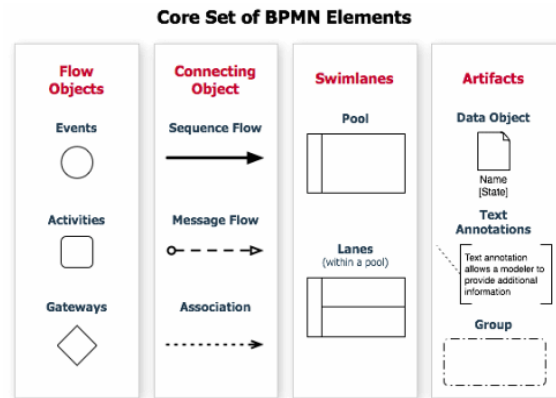 Core Set of BPMN Elements
Flow
Objects
Events
Activities
Gateways
Connecting
Object
Sequence Flow
Message Flow
Association
Swimlanes
Pool
Lanes
(within a pool)
Artifacts
Data Object
Name
[State]
Text
Annotations
Text annotation
allows a modeler to
provide additional
information
Group